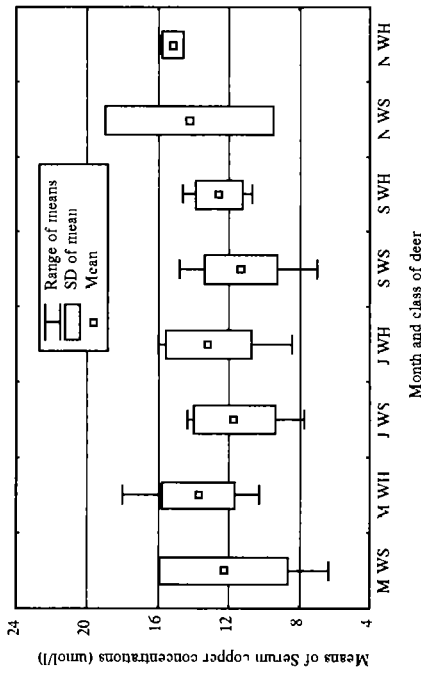 Means of Serum copper concentrations (umol/l)
24
20
16
12
8
4
Range of means
SD of mean
Mean
M WS
M WH
J WS
J WH
S WS
S WH
N WS
N WH
Month and class of deer